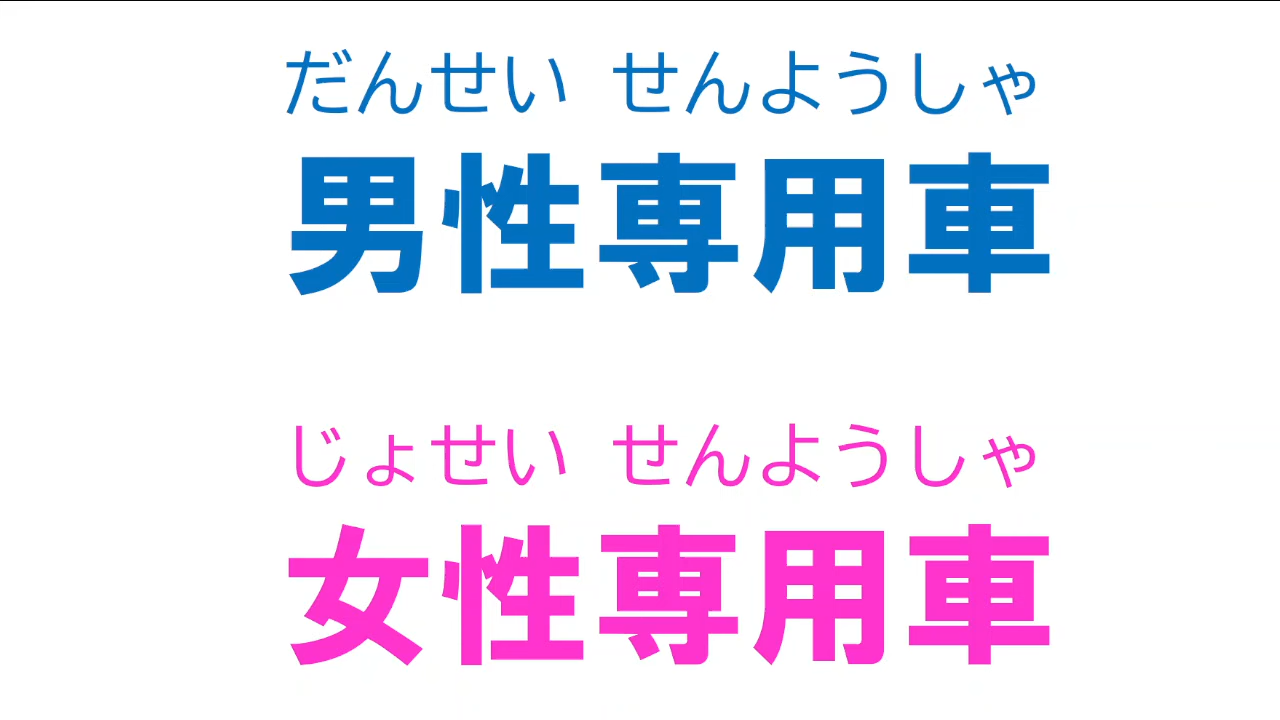 だんせい せんようしゃ
男性専用車
じょせい せんようしゃ
女性専用車